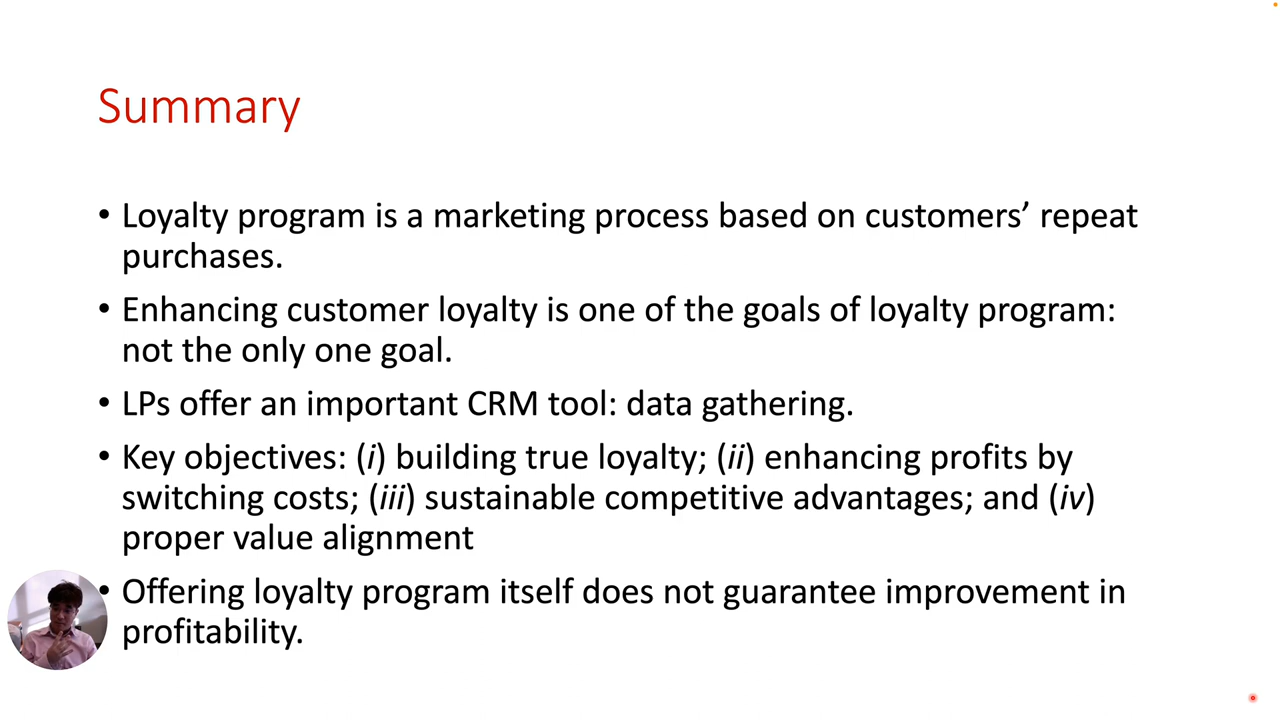 Summary
• Loyalty program is a marketing process based on customers’ repeat
purchases.
• Enhancing customer loyalty is one of the goals of loyalty program:
not the only one goal.
• LPs offer an important CRM tool: data gathering.
• Key objectives: (i) building true loyalty; (ii) enhancing profits by
switching costs; (iii) sustainable competitive advantages; and (iv)
proper value alignment
• Offering loyalty program itself does not guarantee improvement in
profitability.